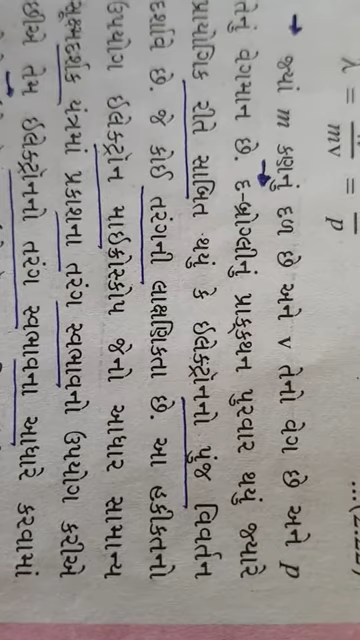 λ = mv = p
...(2.22)
જ્યાં m કણનું દળ છે અને v તેનો વેગ છે અને p
તેનું વેગમાન છે. દ-બ્રોગ્લીનું પ્રાક્કથન પુરવાર થયું જ્યારે
પ્રાયોગિક રીતે સાબિત થયું કે ઇલેક્ટ્રૉનનો પુંજ વિવર્તન
દર્શાવે છે. જે કોઈ તરંગની લાક્ષણિકતા છે. આ હકીકતનો
ઉપયોગ ઇલેક્ટ્રૉન માઇક્રોસ્કોપ જેનો આધાર સામાન્ય
સૂક્ષ્મદર્શક યંત્રમાં પ્રકાશના તરંગ સ્વભાવનો ઉપયોગ કરીએ
છીએ તેમ ઇલેક્ટ્રૉનની તરંગ સ્વભાવના આધારે કરવામાં